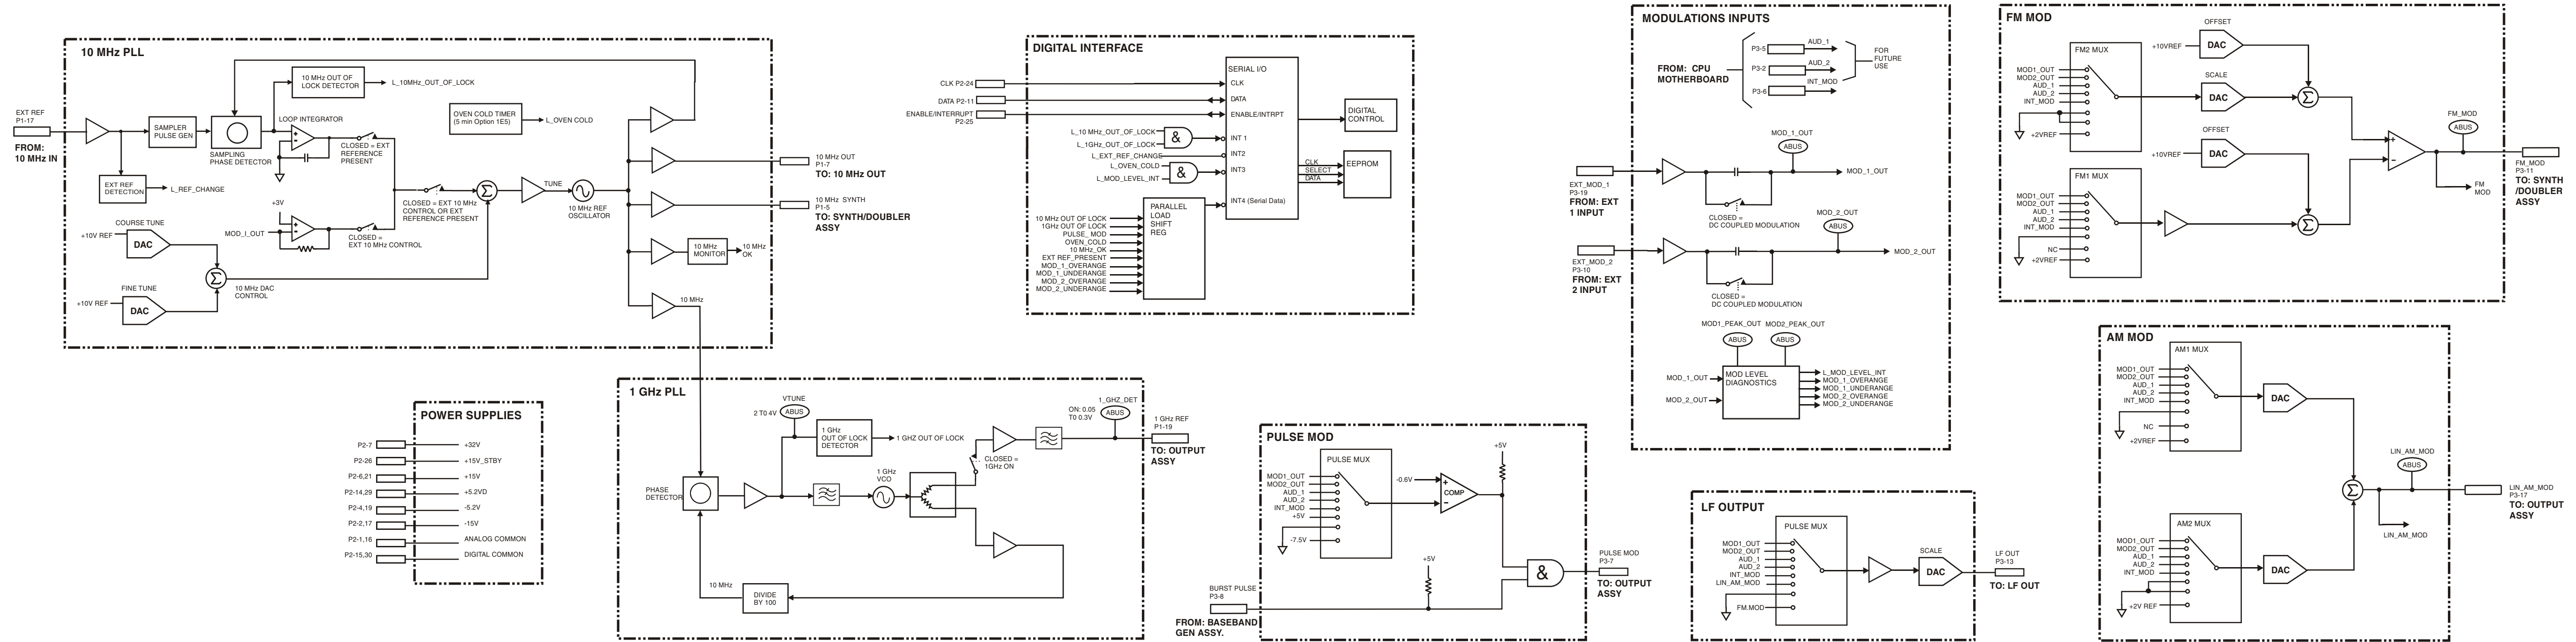 10 MHz PLL
EXT REF
P1-17
FROM:
10 MHz IN
SAMPLER
PULSE GEN
SAMPLING
PHASE DETECTOR
10 MHz OUT OF
LOCK DETECTOR
L_10MHz_OUT_OF_LOCK
LOOP INTEGRATOR
CLOSED = EXT
REFERENCE
PRESENT
OVEN COLD TIMER
(5 min Option 1E5)
L_OVEN COLD
EXT REF
DETECTION
L_REF_CHANGE
+3V
MOD_I_OUT
CLOSED =
EXT 10 MHz CONTROL
CLOSED = EXT 10 MHz
CONTROL OR EXT
REFERENCE PRESENT
Σ
TUNE
10 MHz REF
OSCILLATOR
COURSE TUNE
+10V REF
DAC
FINE TUNE
+10V REF
DAC
Σ
10 MHz DAC
CONTROL
10 MHz OUT
P1-7
TO: 10 MHz OUT
10 MHz SYNTH
P1-5
TO: SYNTH/DOUBLER
ASSY
10 MHz
MONITOR
10 MHz
OK
10 MHz
POWER SUPPLIES
P2-7 +32V
P2-26 +15V_STBY
P2-6,21 +15V
P2-14,29 +5.2VD
P2-4,19 -5.2V
P2-2,17 -15V
P2-1,16 ANALOG COMMON
P2-15,30 DIGITAL COMMON
1 GHz PLL
VTUNE
2 T0 4V
ABUS
1 GHz
OUT OF LOCK
DETECTOR
1 GHZ OUT OF LOCK
PHASE
DETECTOR
1 GHz
VCO
CLOSED =
1GHz ON
1_GHZ_DET
ON: 0.05
T0 0.3V
ABUS
1 GHz REF
P1-19
TO: OUTPUT
ASSY
10 MHz
DIVIDE
BY 100
DIGITAL INTERFACE
CLK P2-24
DATA P2-11
ENABLE/INTERRUPT
P2-25
SERIAL I/O
CLK
DATA
ENABLE/INTRPT
INT 1
INT2
INT3
INT4 (Serial Data)
L_10 MHz_OUT_OF_LOCK
L_1GHz_OUT_OF_LOCK
&
L_EXT_REF_CHANGE
L_OVEN_COLD
L_MOD_LEVEL_INT
&
DIGITAL
CONTROL
CLK
SELECT
DATA
EEPROM
PARALLEL
LOAD
SHIFT
REG
10 MHz OUT OF LOCK
1GHz OUT OF LOCK
PULSE_ MOD
OVEN_COLD
10 MHz_OK
EXT REF_PRESENT
MOD_1_OVERANGE
MOD_1_UNDERANGE
MOD_2_OVERANGE
MOD_2_UNDERANGE
PULSE MOD
PULSE MUX
MOD1_OUT
MOD2_OUT
AUD_1
AUD_2
INT_MOD
+5V
-7.5V
-0.6V
+5V
COMP
+5V
&
BURST PULSE
P3-8
FROM: BASEBAND
GEN ASSY.
PULSE MOD
P3-7
TO: OUTPUT
ASSY
MODULATIONS INPUTS
FROM: CPU
MOTHERBOARD
P3-5 AUD_1
P3-2 AUD_2
P3-6 INT_MOD
FOR
FUTURE
USE
EXT_MOD_1
P3-19
FROM: EXT
1 INPUT
MOD_1_OUT
ABUS
MOD_1_OUT
CLOSED =
DC COUPLED MODULATION
EXT_MOD_2
P3-10
FROM: EXT
2 INPUT
MOD_2_OUT
ABUS
MOD_2_OUT
CLOSED =
DC COUPLED MODULATION
MOD1_PEAK_OUT MOD2_PEAK_OUT
ABUS ABUS
MOD LEVEL
DIAGNOSTICS
MOD_1_OUT
MOD_2_OUT
L_MOD_LEVEL_INT
MOD_1_OVERANGE
MOD_1_UNDERANGE
MOD_2_OVERANGE
MOD_2_UNDERANGE
LF OUTPUT
PULSE MUX
MOD1_OUT
MOD2_OUT
AUD_1
AUD_2
INT_MOD
LIN_AM_MOD
FM.MOD
SCALE
DAC
LF OUT
P3-13
TO: LF OUT
FM MOD
FM2 MUX
MOD1_OUT
MOD2_OUT
AUD_1
AUD_2
INT_MOD
+2VREF
OFFSET
+10VREF
DAC
SCALE
DAC
Σ
OFFSET
+10VREF
DAC
FM1 MUX
MOD1_OUT
MOD2_OUT
AUD_1
AUD_2
INT_MOD
NC
+2VREF
Σ
FM_MOD
ABUS
FM
MOD
FM_MOD
P3-11
TO: SYNTH
/DOUBLER
ASSY
AM MOD
AM1 MUX
MOD1_OUT
MOD2_OUT
AUD_1
AUD_2
INT_MOD
NC
+2VREF
DAC
AM2 MUX
MOD1_OUT
MOD2_OUT
AUD_1
AUD_2
INT_MOD
+2V REF
DAC
Σ
LIN_AM_MOD
ABUS
LIN_AM_MOD
LIN_AM_MOD
P3-17
TO: OUTPUT
ASSY